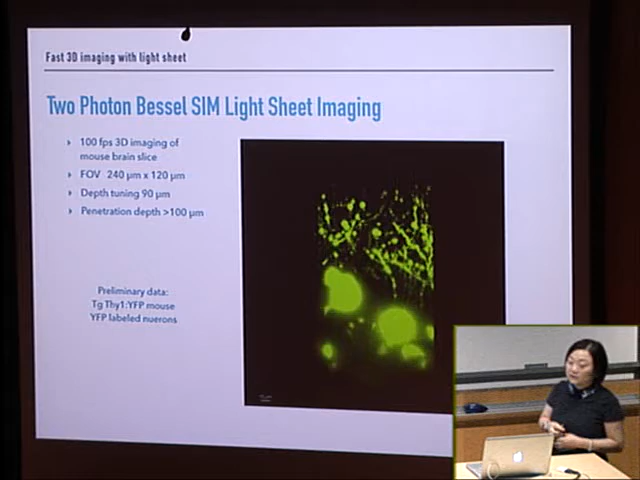 Fast 3D imaging with light sheet
Two Photon Bessel SIM Light Sheet Imaging
100 fps 3D imaging of
mouse brain slice
FOV 240 µm x 120 µm
Depth tuning 90 µm
Penetration depth >100 µm
Preliminary data:
Tg Thy1:YFP mouse
YFP labeled nuerons